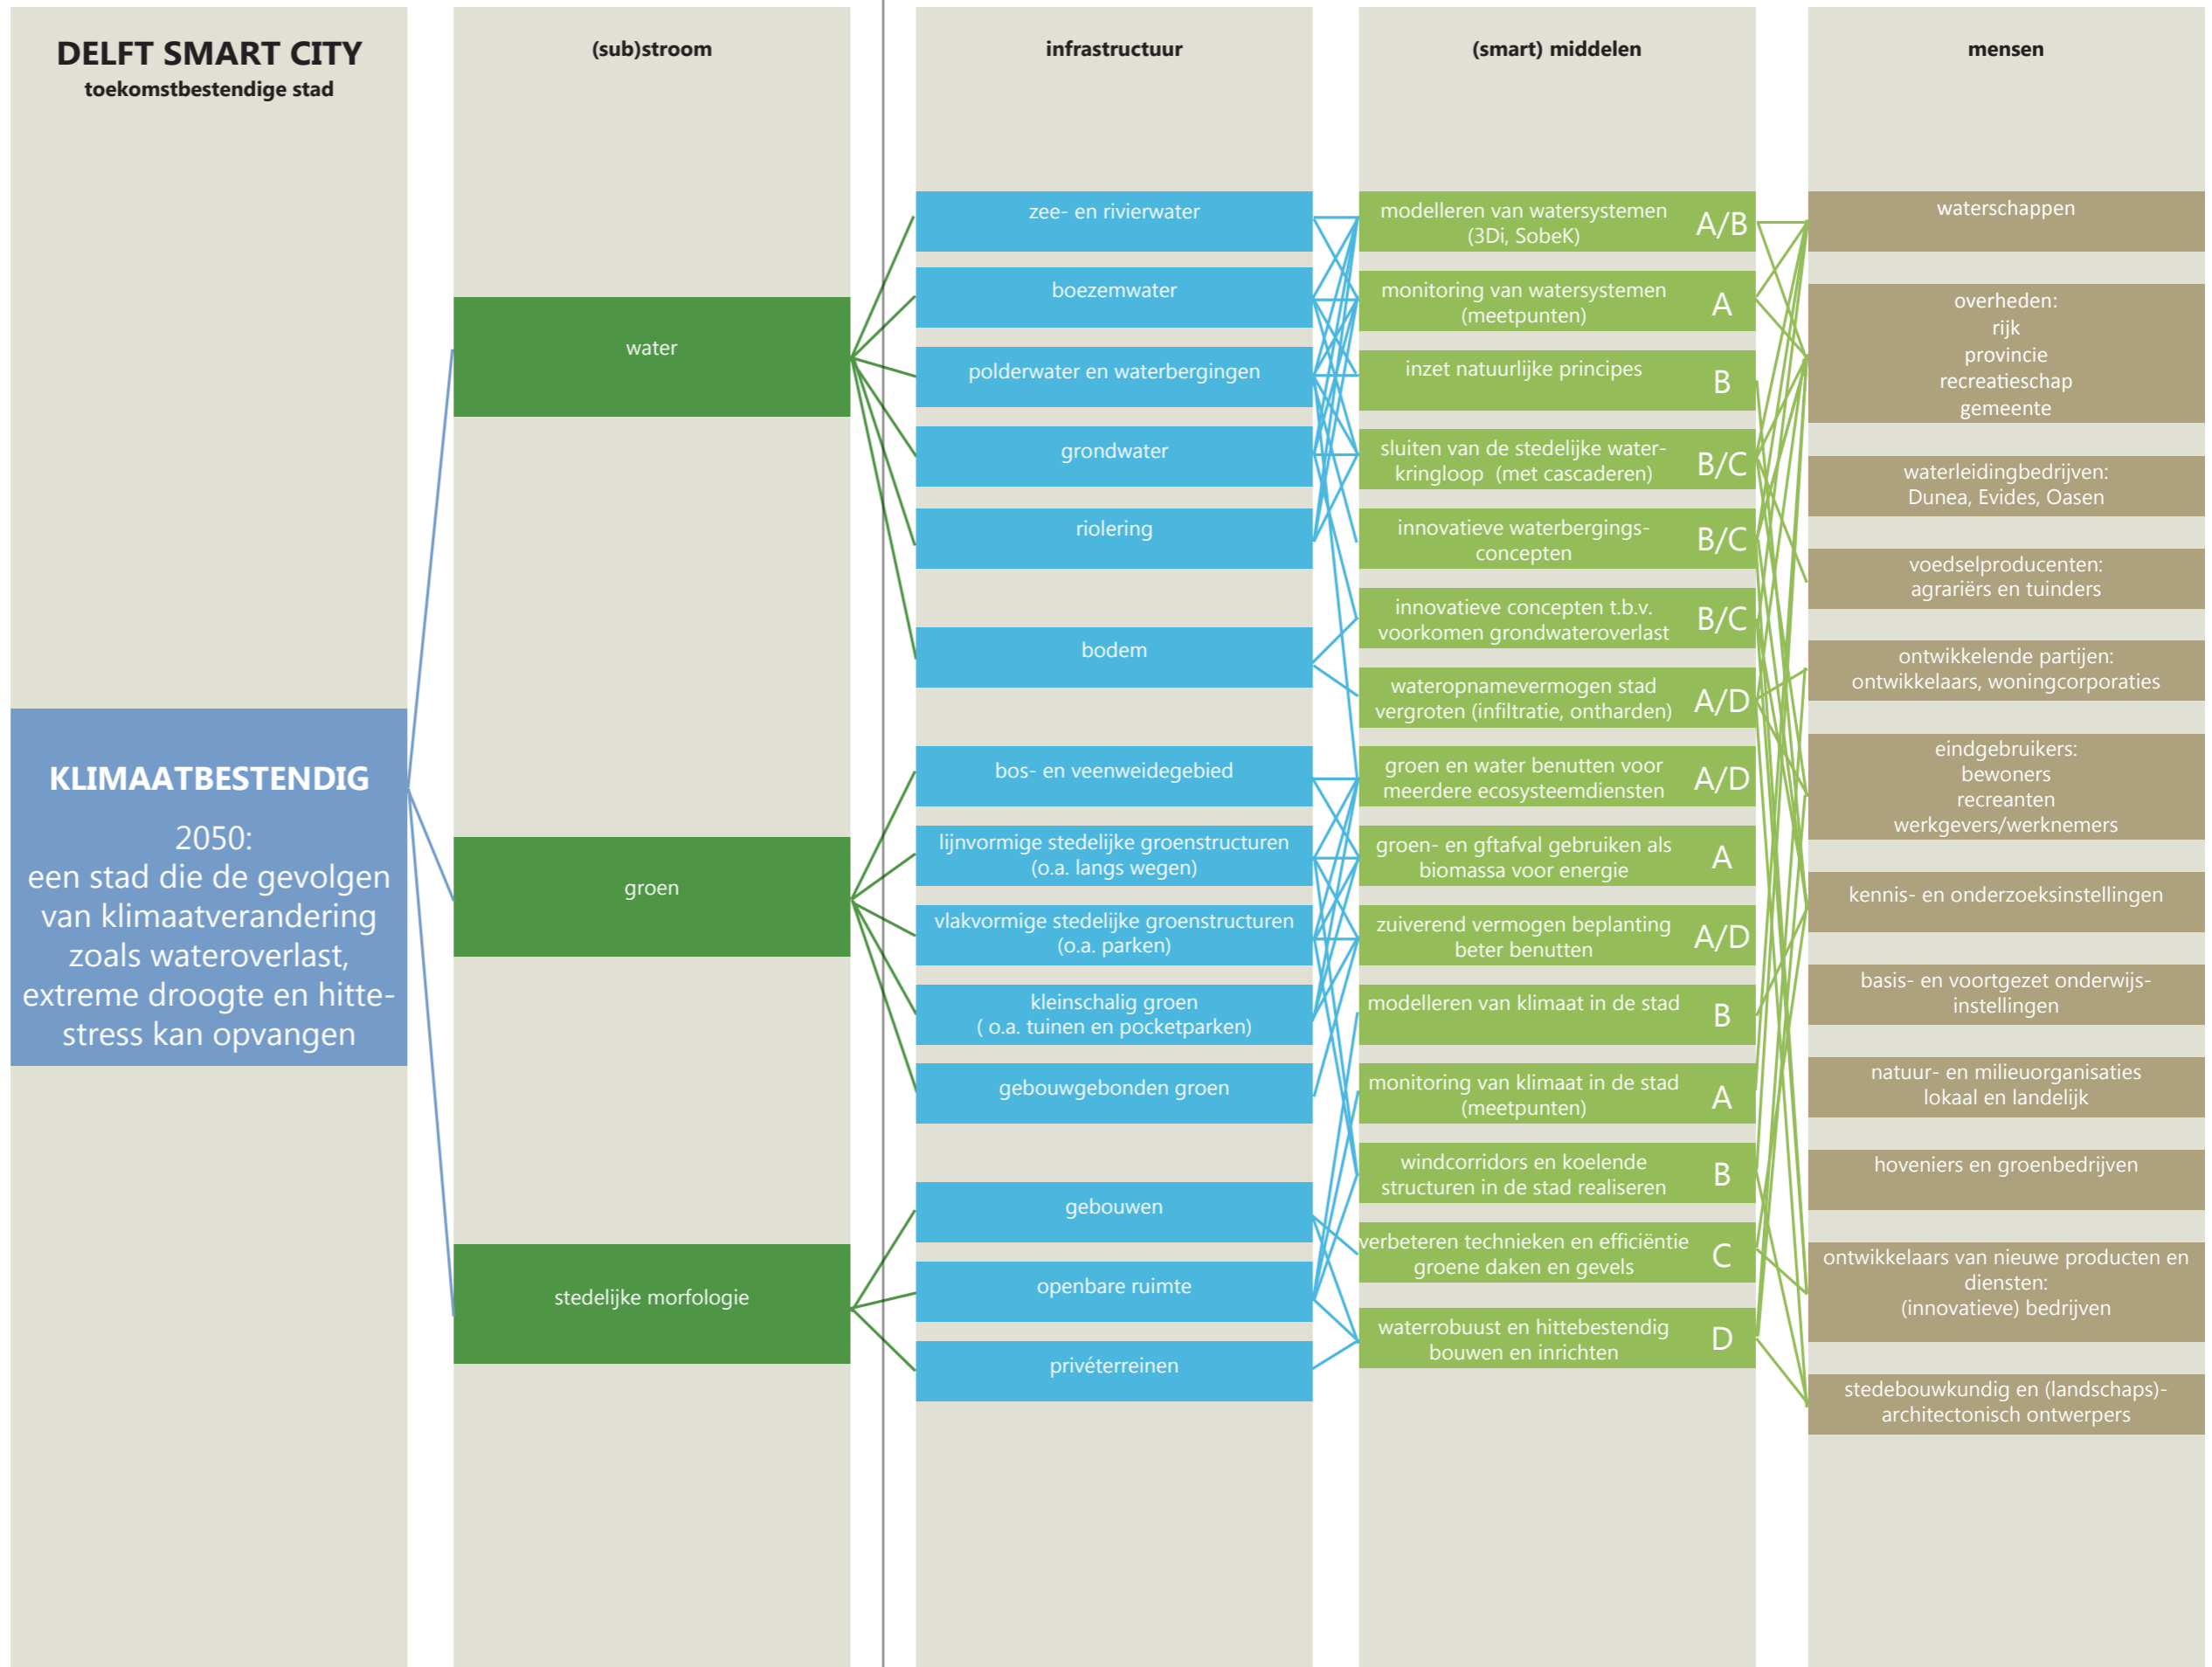 DELFT SMART CITY
toekomstbestendige stad
KLIMAATBESTENDIG
2050:
een stad die de gevolgen
van klimaatverandering
zoals wateroverlast,
extreme droogte en hitte-
stress kan opvangen
(sub)stroom
water
groen
stedelijke morfologie
infrastructuur
zee- en rivierwater
boezemwater
polderwater en waterbergingen
grondwater
riolering
bodem
bos- en veenweidegebied
lijnvormige stedelijke groenstructuren
(o.a. langs wegen)
vlakvormige stedelijke groenstructuren
(o.a. parken)
kleinschalig groen
( o.a. tuinen en pocketparken)
gebouwgebonden groen
gebouwen
openbare ruimte
privéterreinen
(smart) middelen
modelleren van watersystemen
(3Di, SobeK)
A/B
monitoring van watersystemen
(meetpunten)
A
inzet natuurlijke principes
B
sluiten van de stedelijke water-
kringloop (met cascaderen)
B/C
innovatieve waterbergings-
concepten
B/C
innovatieve concepten t.b.v.
voorkomen grondwateroverlast
B/C
wateropnamevermogen stad
vergroten (infiltratie, ontharden)
A/D
groen en water benutten voor
meerdere ecosysteemdiensten
A/D
groen- en gftafval gebruiken als
biomassa voor energie
A
zuiverend vermogen beplanting
beter benutten
A/D
modelleren van klimaat in de stad
B
monitoring van klimaat in de stad
(meetpunten)
A
windcorridors en koelende
structuren in de stad realiseren
B
verbeteren technieken en efficiëntie
groene daken en gevels
C
waterrobuust en hittebestendig
bouwen en inrichten
D
mensen
waterschappen
overheden:
rijk
provincie
recreatieschap
gemeente
waterleidingbedrijven:
Dunea, Evides, Oasen
voedselproducenten:
agrariërs en tuinders
ontwikkelende partijen:
ontwikkelaars, woningcorporaties
eindgebruikers:
bewoners
recreanten
werkgevers/werknemers
kennis- en onderzoeksinstellingen
basis- en voortgezet onderwijs-
instellingen
natuur- en milieuorganisaties
lokaal en landelijk
hoveniers en groenbedrijven
ontwikkelaars van nieuwe producten en
diensten:
(innovatieve) bedrijven
stedebouwkundig en (landschaps)-
architectonisch ontwerpers